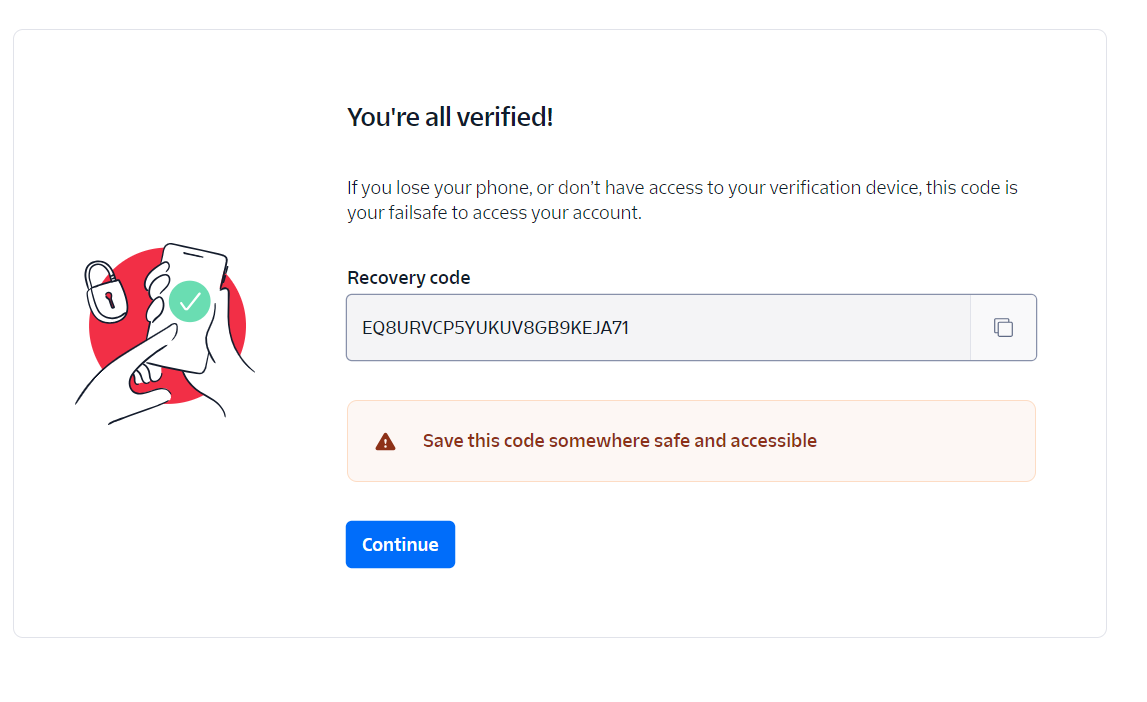 You're all verified!
If you lose your phone, or don't have access to your verification device, this code is
your failsafe to access your account.
Recovery code
EQ8URVCP5YUKUV8GB9KEJA71
Save this code somewhere safe and accessible
Continue